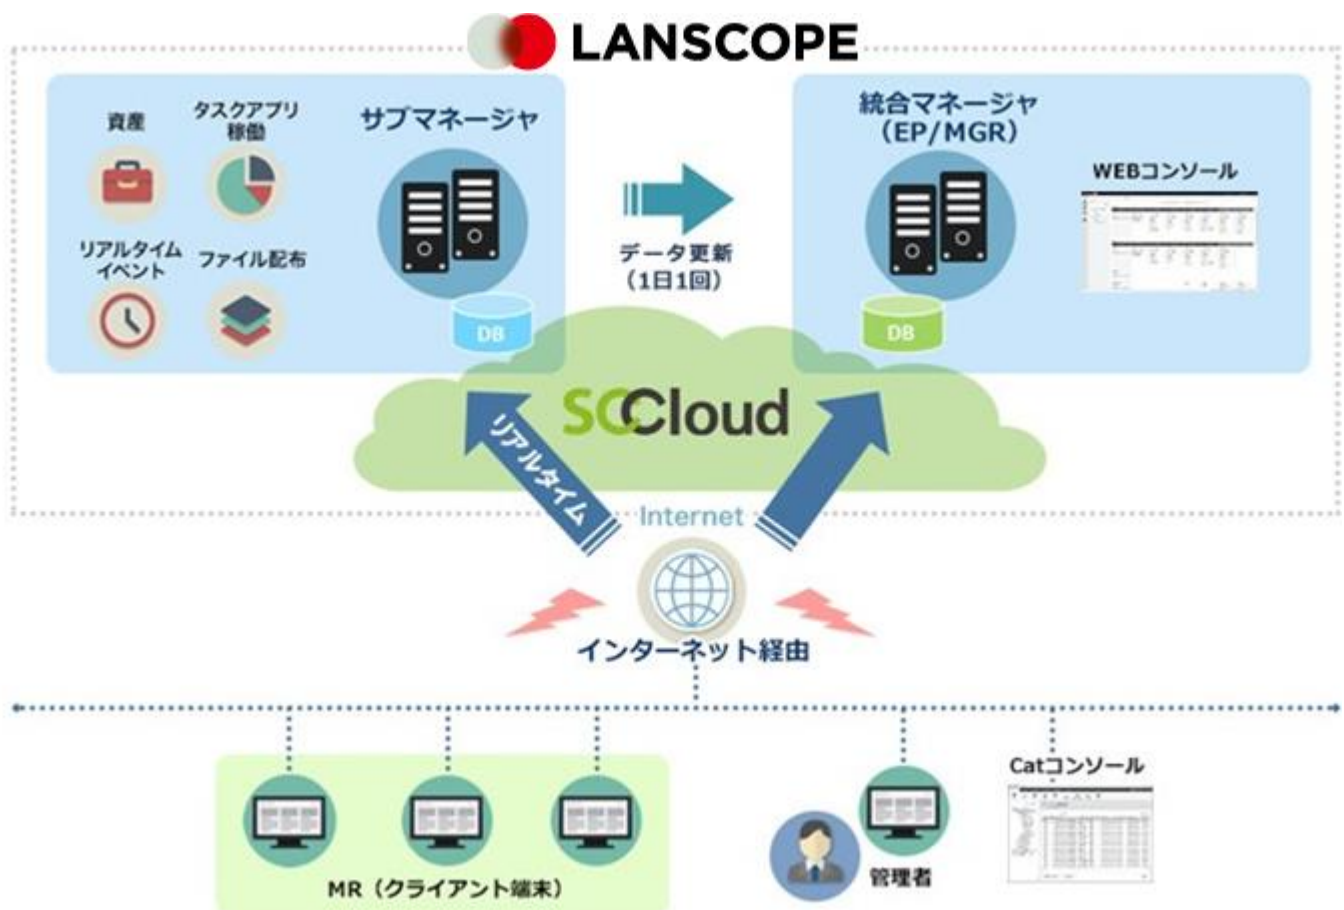 LANSCOPE
資産
タスクアプリ
稼働
サブマネージャ
リアルタイム
イベント
ファイル配布
DB
データ更新
(1日1回)
統合マネージャ
(EP/MGR)
WEBコンソール
DB
SCCloud
リアルタイム
Internet
インターネット経由
MR（クライアント端末）
管理者
Catコンソール